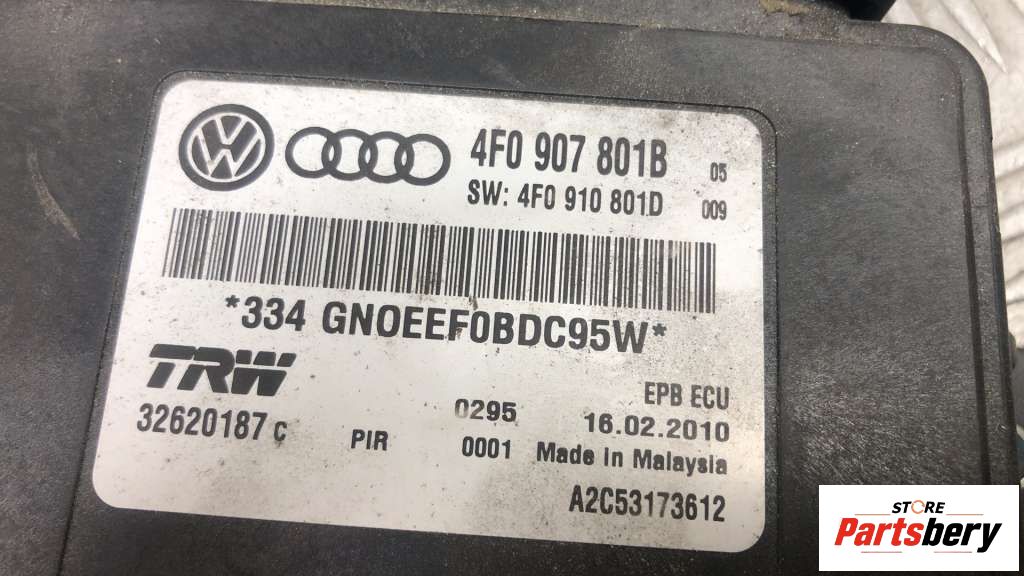 4F0 907 801B 05
SW: 4F0 910 801D 009
*334 GNOEEF0BDC95W*
TRW
EPB ECU
32620187 C PIR 0295 16.02.2010
0001 Made In Malaysia
A2C53173612
STORE
Partsbery